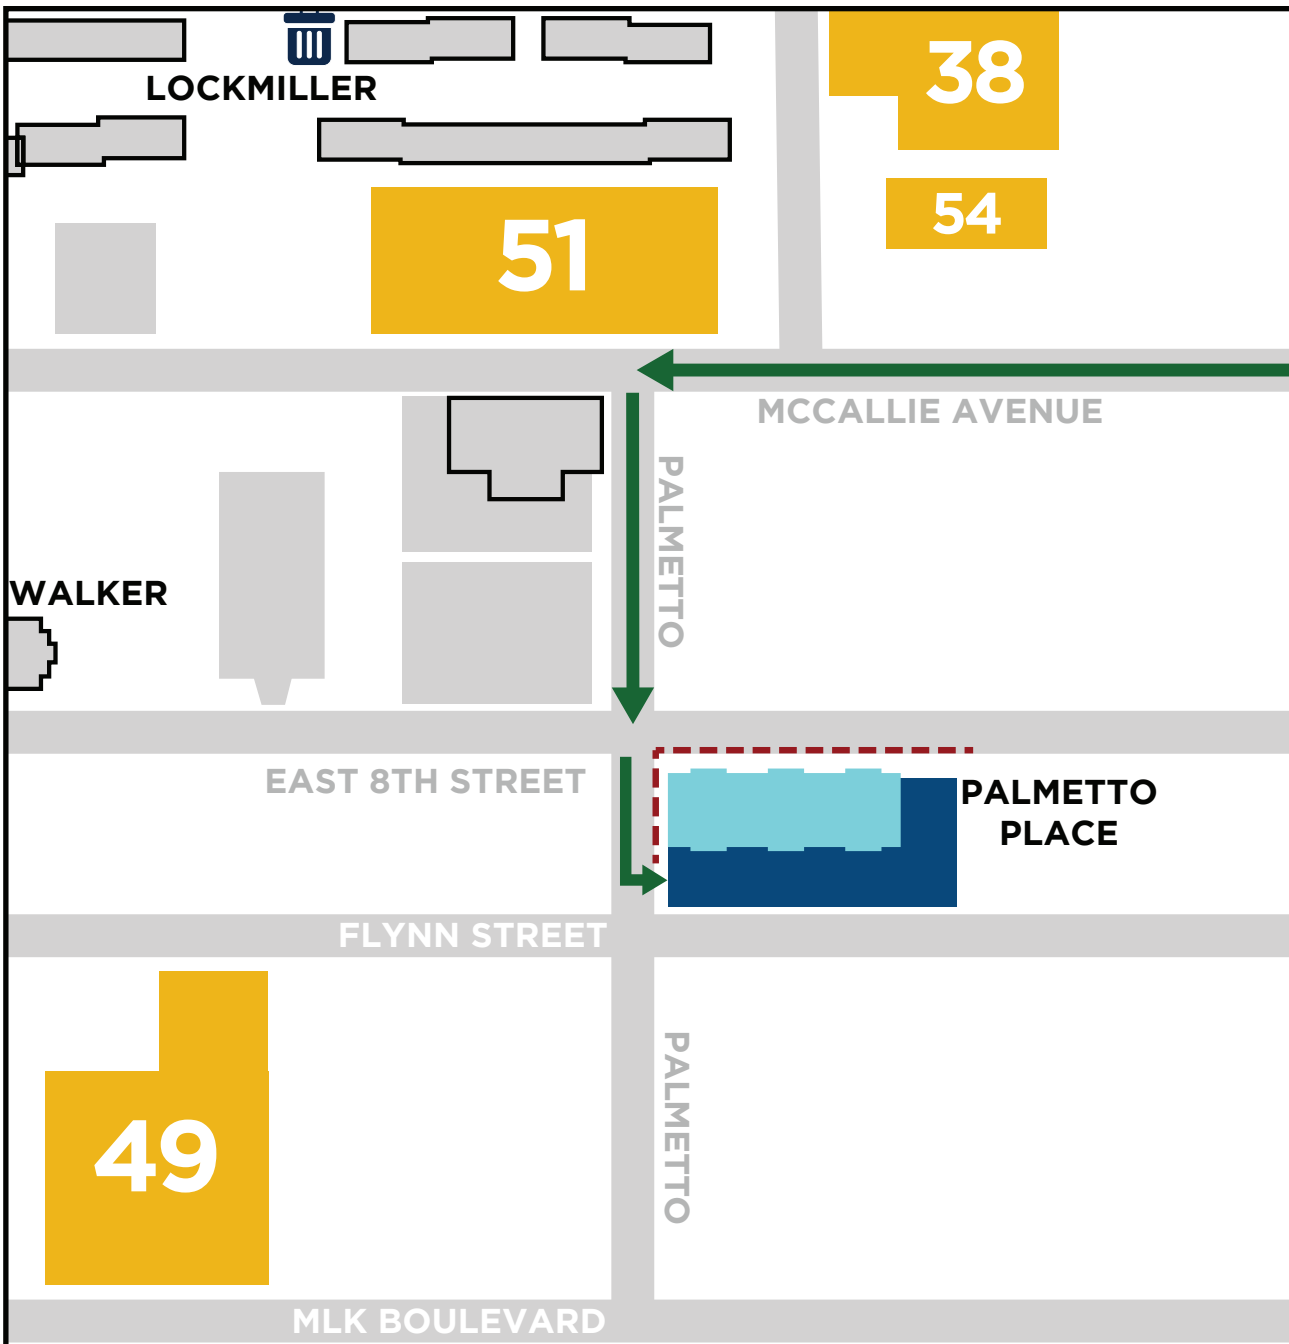 38
LOCKMILLER
54
51
MCCALLIE AVENUE
PALMETTO
WALKER
EAST 8TH STREET
PALMETTO
PLACE
FLYNN STREET
PALMETTO
49
MLK BOULEVARD